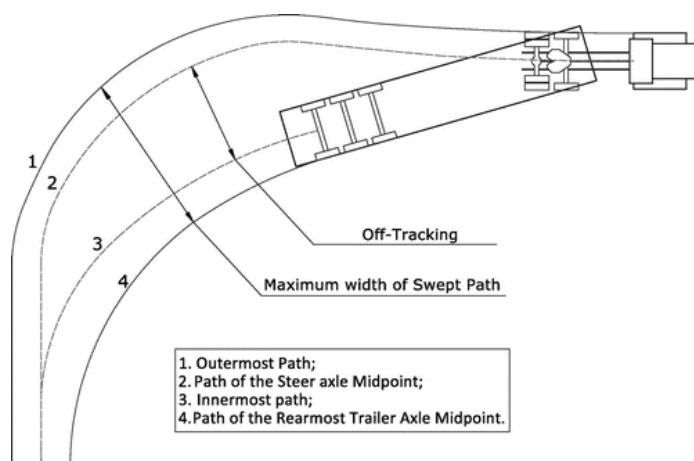 1
2
3
4
Off-Tracking
Maximum width of Swept Path
1. Outermost Path;
2. Path of the Steer axle Midpoint;
3. Innermost path;
4. Path of the Rearmost Trailer Axle Midpoint.